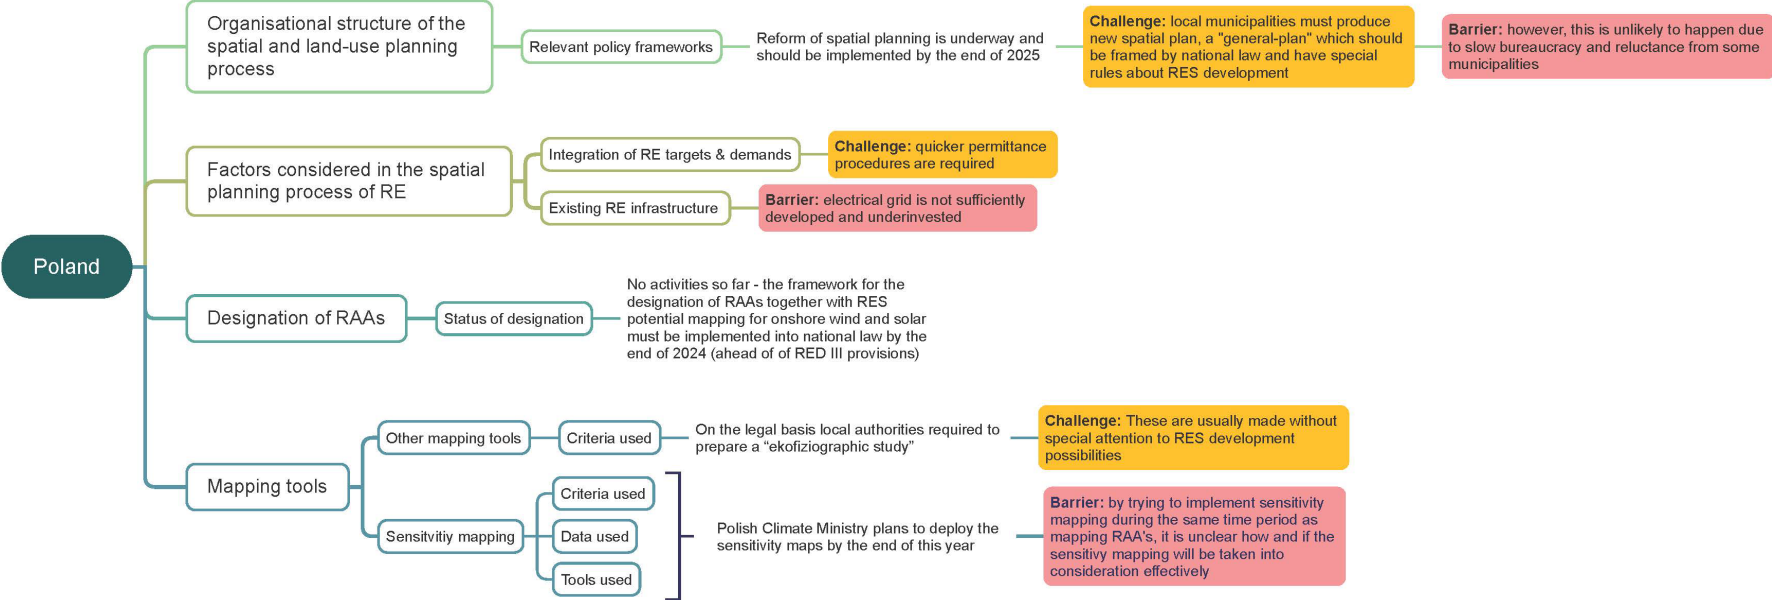 Poland
Organisational structure of the
spatial and land-use planning
process
Relevant policy frameworks
Reform of spatial planning is underway and
should be implemented by the end of 2025
Challenge: local municipalities must produce
new spatial plan, a "general-plan" which should
be framed by national law and have special
rules about RES development
Barrier: however, this is unlikely to happen due
to slow bureaucracy and reluctance from some
municipalities
Factors considered in the spatial
planning process of RE
Integration of RE targets & demands
Challenge: quicker permittance
procedures are required
Existing RE infrastructure
Barrier: electrical grid is not sufficiently
developed and underinvested
Designation of RAAs
Status of designation
No activities so far - the framework for the
designation of RAAs together with RES
potential mapping for onshore wind and solar
must be implemented into national law by the
end of 2024 (ahead of of RED III provisions)
Mapping tools
Other mapping tools
Criteria used
On the legal basis local authorities required to
prepare a “ekofiziographic study”
Challenge: These are usually made without
special attention to RES development
possibilities
Sensitivitiy mapping
Criteria used
Data used
Tools used
Polish Climate Ministry plans to deploy the
sensitivity maps by the end of this year
Barrier: by trying to implement sensitivity
mapping during the same time period as
mapping RAA's, it is unclear how and if the
sensitivy mapping will be taken into
consideration effectively